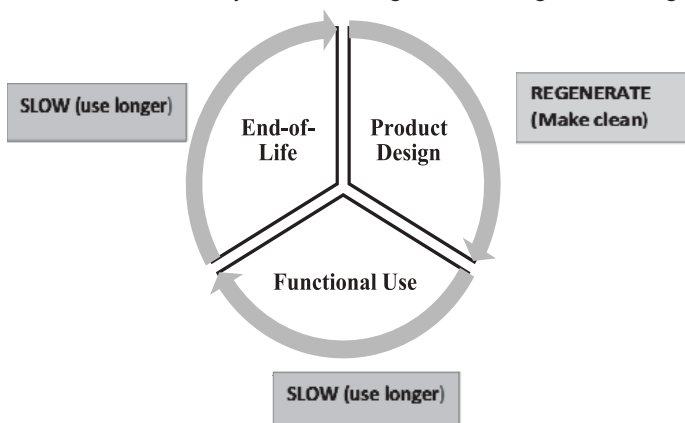 SLOW (use longer)
REGENERATE
(Make clean)
End-of-
Life
Product
Design
Functional Use
SLOW (use longer)